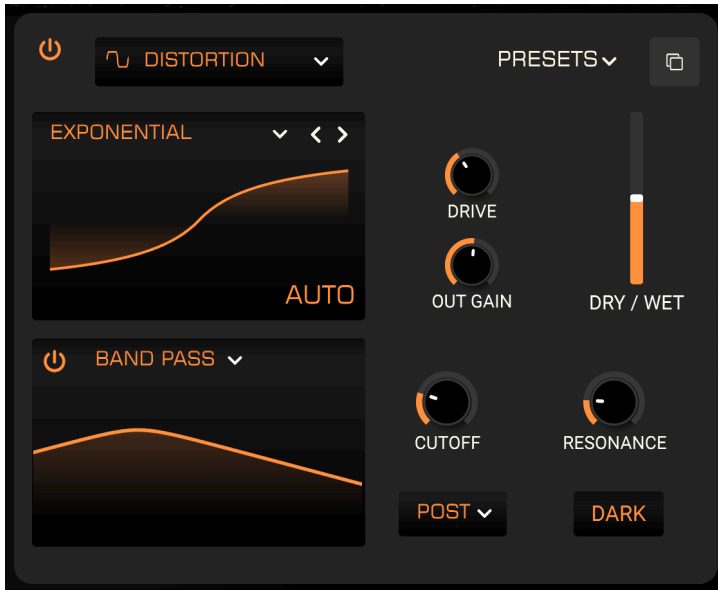 DISTORTION
PRESETS
EXPONENTIAL
AUTO
DRIVE
OUT GAIN
DRY / WET
BAND PASS
CUTOFF
RESONANCE
POST
DARK